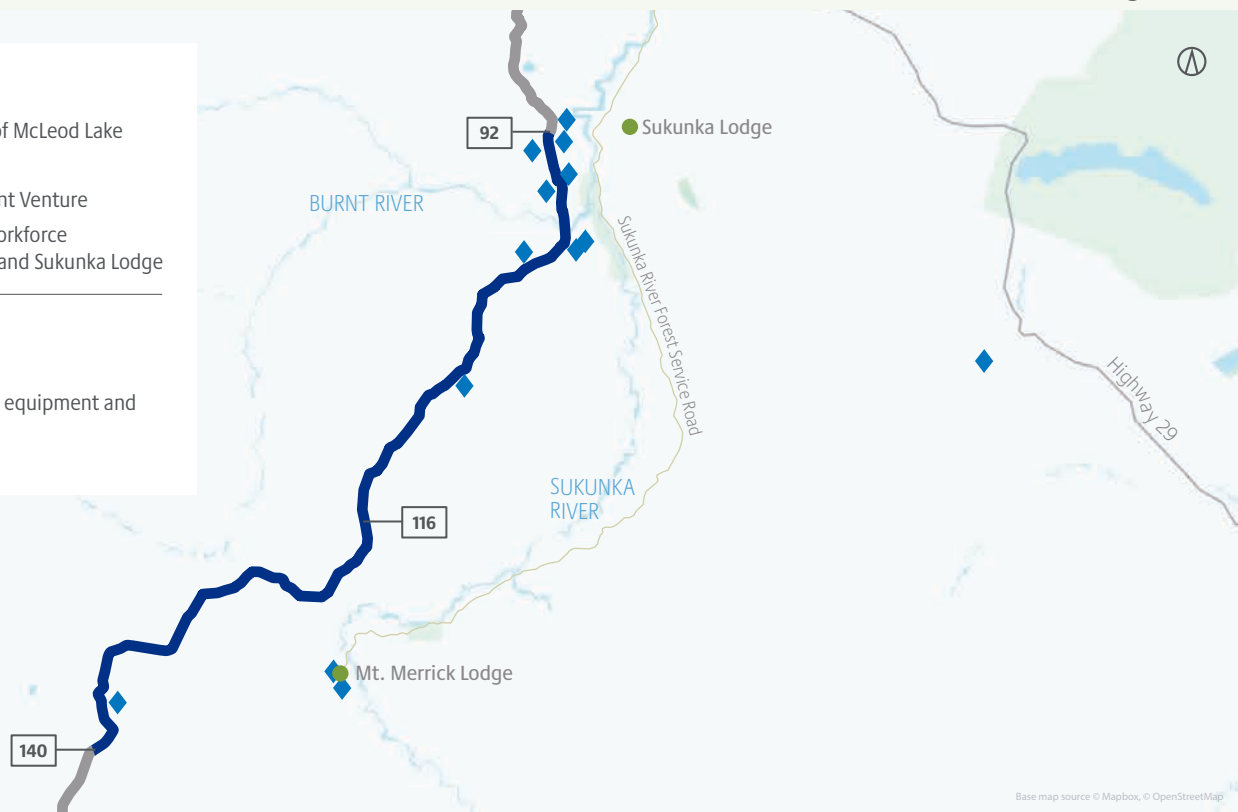 of McLeod Lake
nt Venture
orkforce
and Sukunka Lodge
equipment and
92
Sukunka Lodge
BURNT RIVER
Sukunka River Forest Service Road
Highway 29
SUKUNKA
RIVER
116
Mt. Merrick Lodge
140
Base map source © Mapbox, © OpenStreetMap